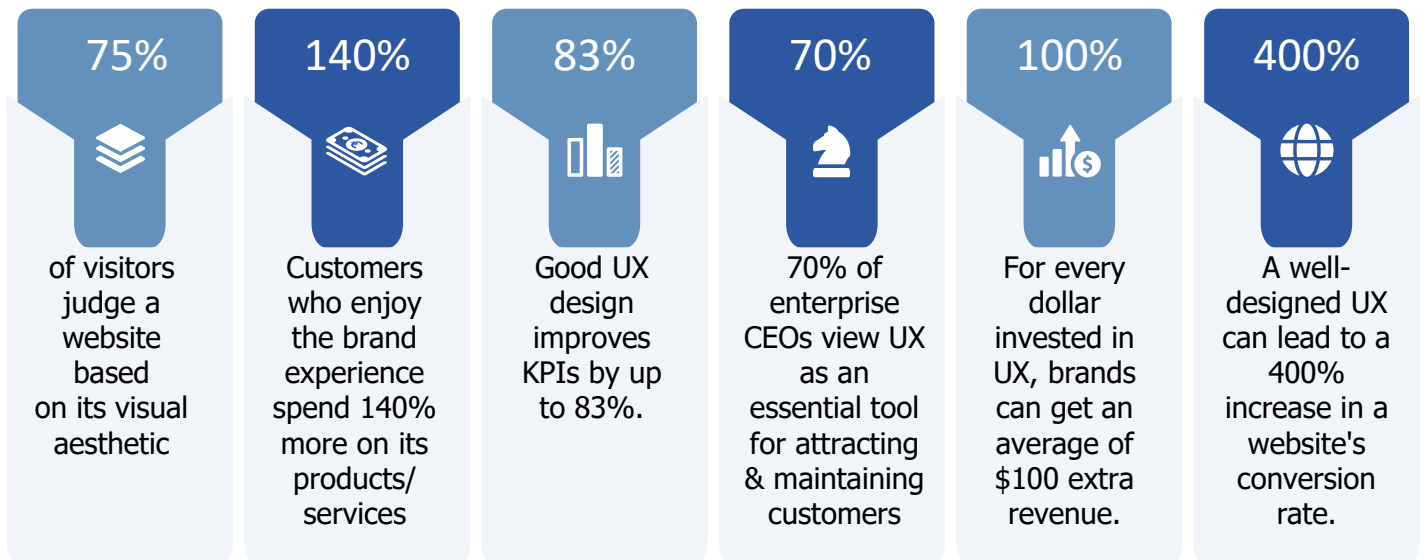 75%
of visitors
judge a
website
based
on its visual
aesthetic
140%
Customers
who enjoy
the brand
experience
spend 140%
more on its
products/
services
83%
Good UX
design
improves
KPIs by up
to 83%.
70%
70% of
enterprise
CEOs view UX
as an
essential tool
for attracting
& maintaining
customers
100%
For every
dollar
invested in
UX, brands
can get an
average of
$100 extra
revenue.
400%
A well-
designed UX
can lead to a
400%
increase in a
website's
conversion
rate.